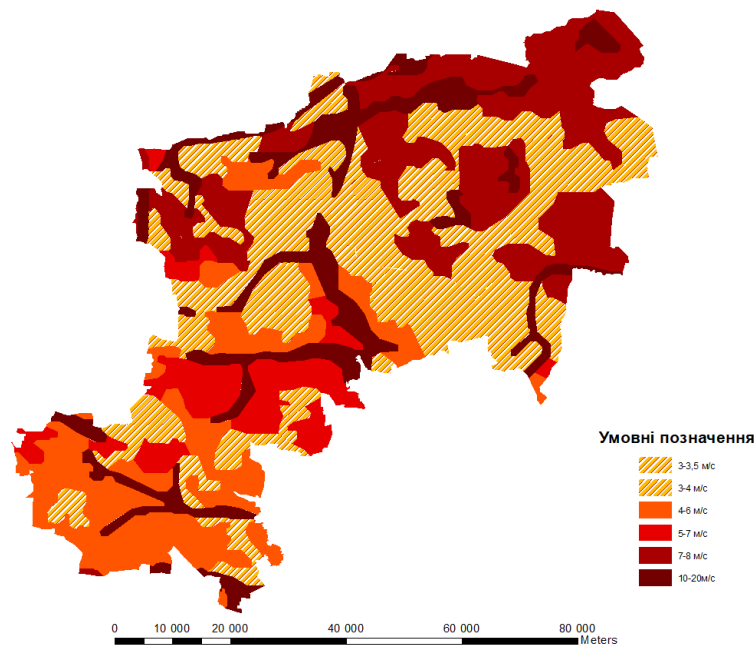 Умовні позначення
3-3,5 м/с
3-4 м/с
4-6 м/с
5-7 м/с
7-8 м/с
10-20м/с
0 10 000 20 000 40 000 60 000 80 000
Meters